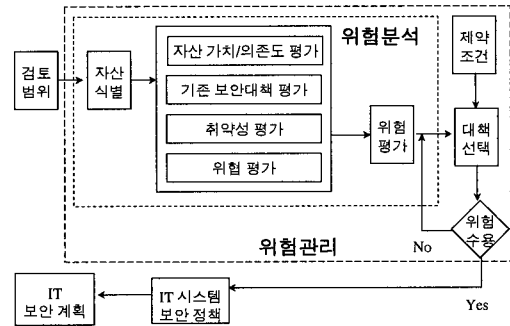 위험분석
제약
조건
검토
범위
자산
식별
자산 가치/의존도 평가
기존 보안대책 평가
취약성 평가
위협 평가
위험
평가
대책
선택
위험
수용
No
Yes
위험관리
IT 시스템
보안 정책
IT
보안 계획